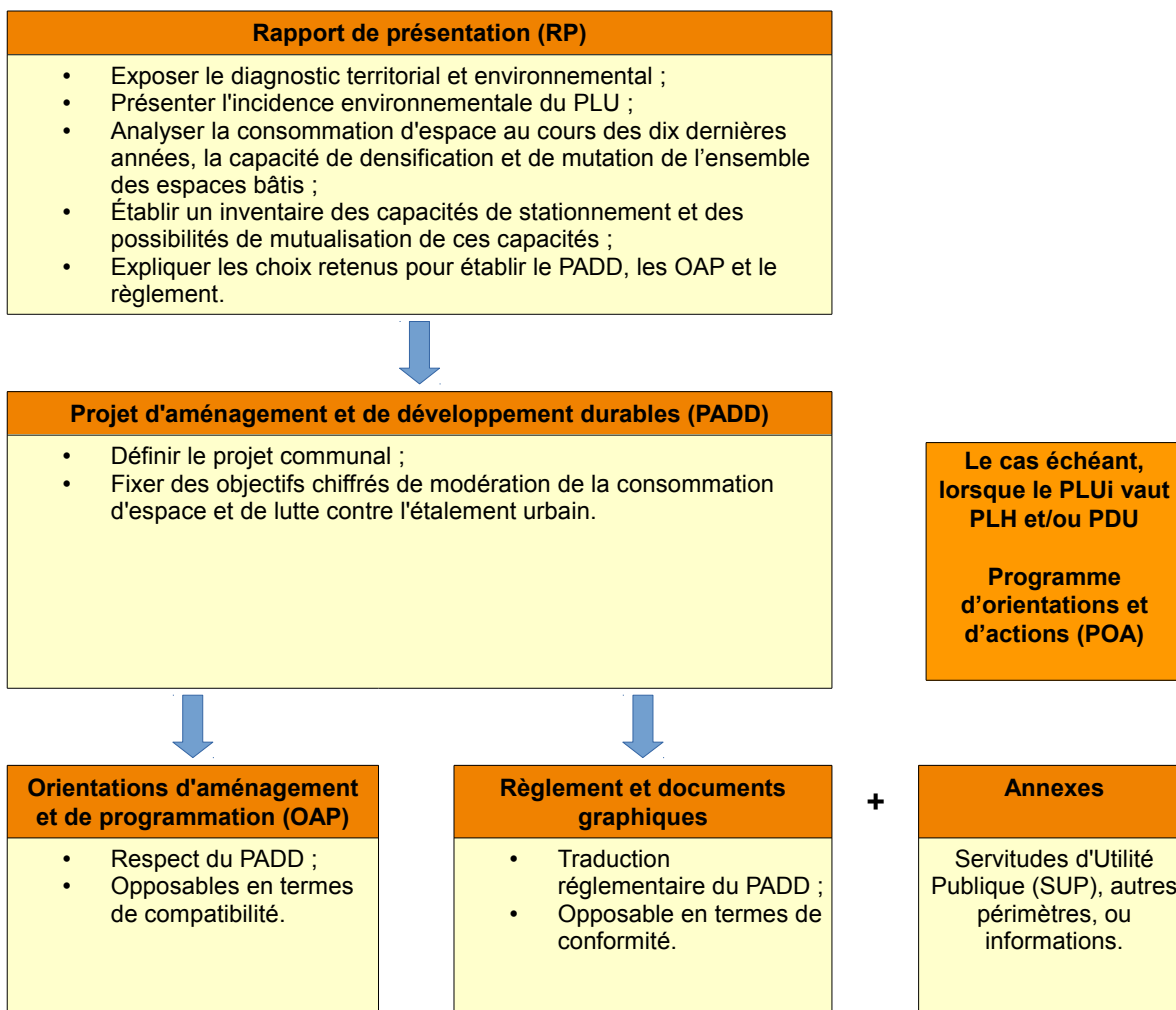 Rapport de présentation (RP)
• Exposer le diagnostic territorial et environnemental ;
• Présenter l'incidence environnementale du PLU ;
• Analyser la consommation d'espace au cours des dix dernières
années, la capacité de densification et de mutation de l’ensemble
des espaces bâtis ;
• Établir un inventaire des capacités de stationnement et des
possibilités de mutualisation de ces capacités ;
• Expliquer les choix retenus pour établir le PADD, les OAP et le
règlement.
Projet d'aménagement et de développement durables (PADD)
• Définir le projet communal ;
• Fixer des objectifs chiffrés de modération de la consommation
d'espace et de lutte contre l'étalement urbain.
Le cas échéant,
lorsque le PLUi vaut
PLH et/ou PDU
Programme
d’orientations et
d’actions (POA)
Orientations d'aménagement
et de programmation (OAP)
• Respect du PADD ;
• Opposables en termes
de compatibilité.
Règlement et documents
graphiques
• Traduction
réglementaire du PADD ;
• Opposable en termes de
conformité.
+
Annexes
Servitudes d'Utilité
Publique (SUP), autres
périmètres, ou
informations.